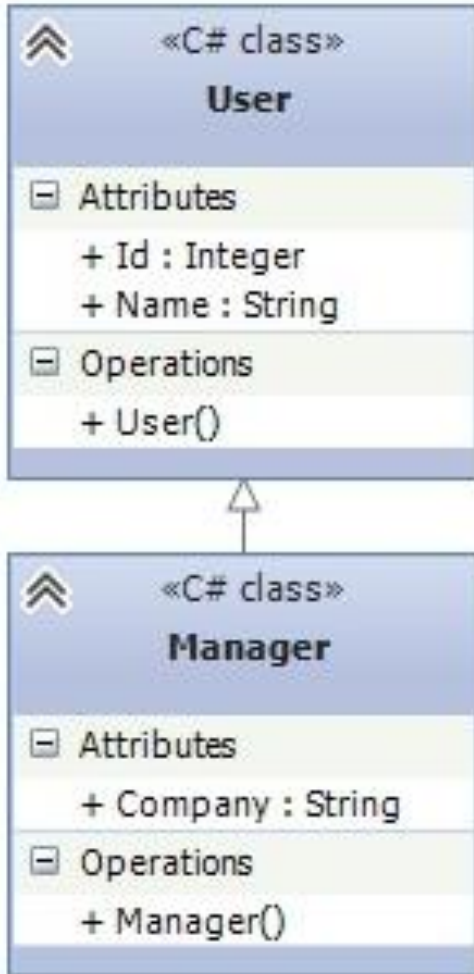 «C# class»
User
Attributes
+ Id : Integer
+ Name : String
Operations
+ User()
«C# class»
Manager
Attributes
+ Company : String
Operations
+ Manager()